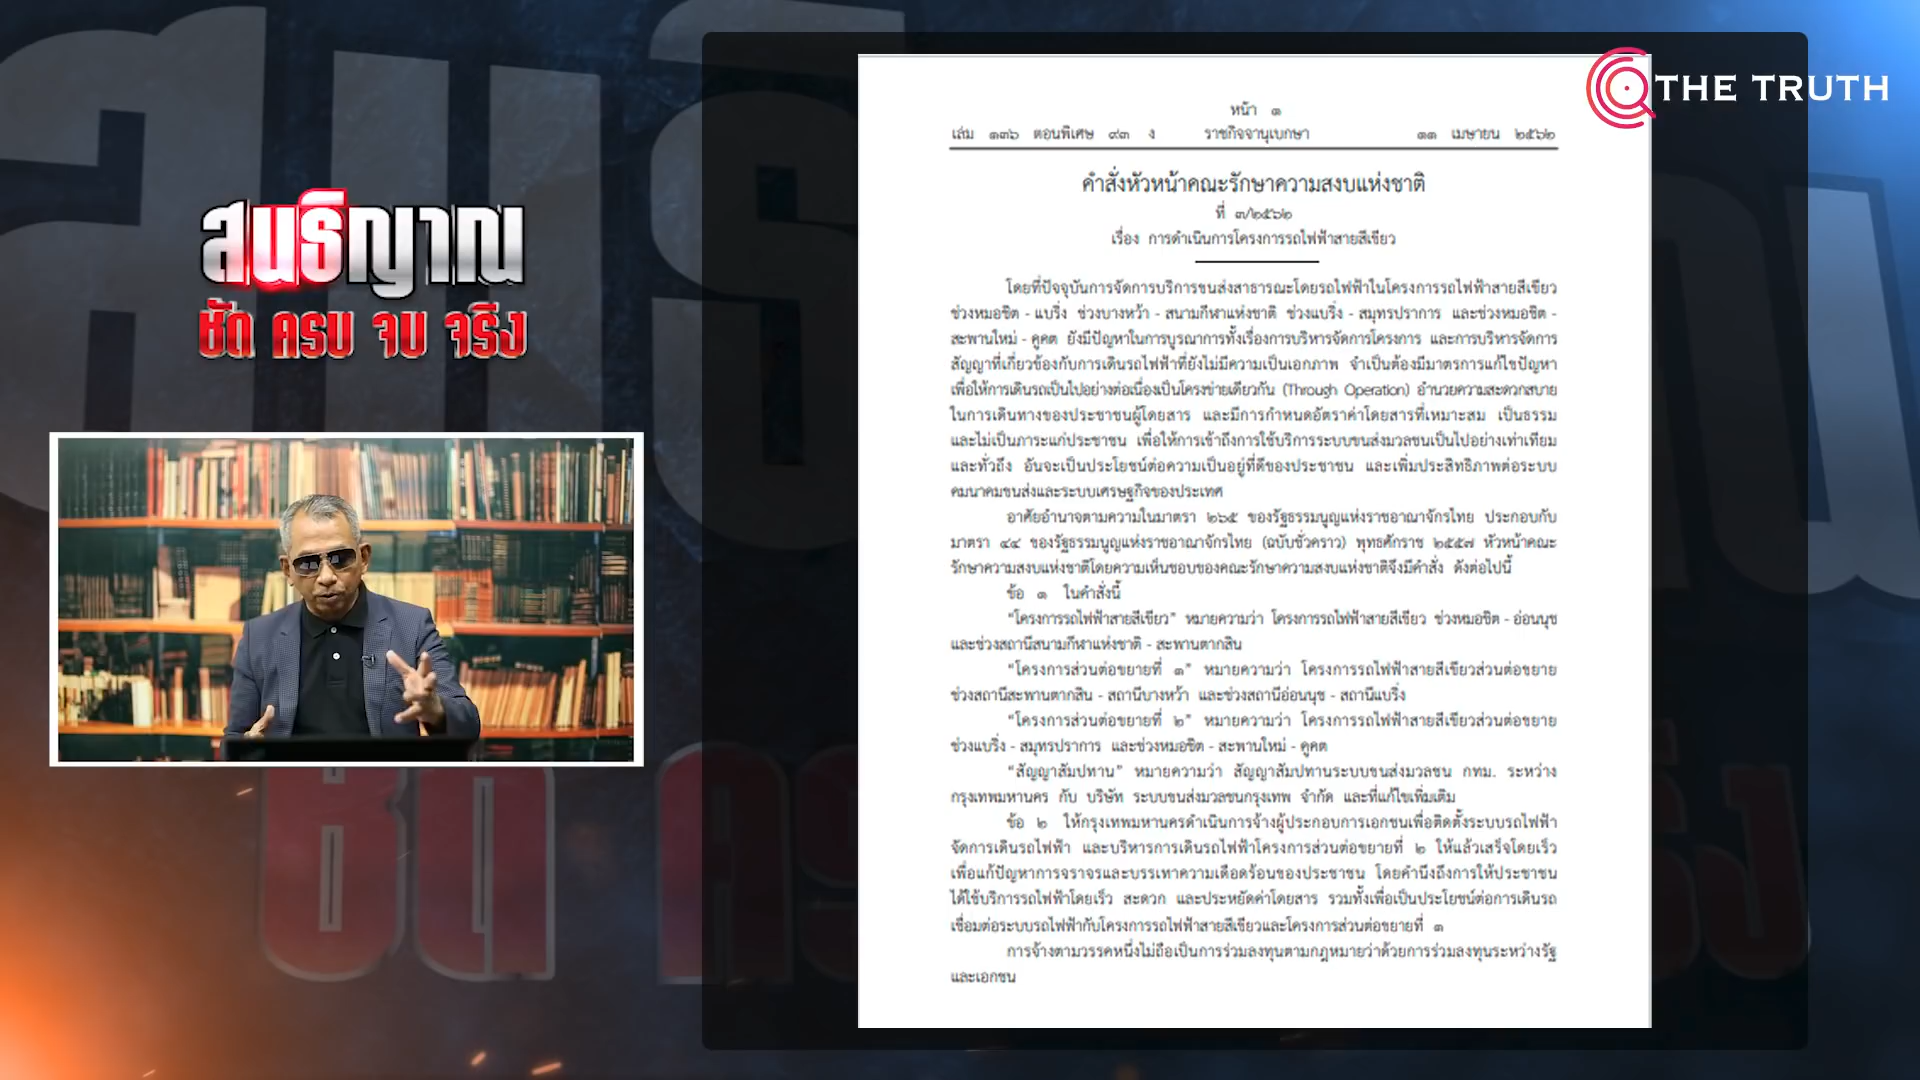 THE TRUTH
สนธิญาณ
ชัด ครบ จบ จริง
หน้า ๑
เล่ม ๑๓๖ ตอนพิเศษ ๙๓ ง ราชกิจจานุเบกษา ๑๑ เมษายน ๒๕๖๒
คำสั่งหัวหน้าคณะรักษาความสงบแห่งชาติ
ที่ ๓/๒๕๖๒
เรื่อง การดำเนินการโครงการรถไฟฟ้าสายสีเขียว
โดยที่ปัจจุบันการจัดการบริการขนส่งสาธารณะโดยรถไฟฟ้าในโครงการรถไฟฟ้าสายสีเขียว
ช่วงหมอชิต - แบริ่ง ช่วงบางหว้า - สนามกีฬาแห่งชาติ ช่วงแบริ่ง - สมุทรปราการ และช่วงหมอชิต -
สะพานใหม่ - คูคต ยังมีปัญหาในการบูรณาการทั้งเรื่องการบริหารจัดการโครงการ และการบริหารจัดการ
สัญญาที่เกี่ยวข้องกับการเดินรถไฟฟ้าที่ยังไม่มีความเป็นเอกภาพ จำเป็นต้องมีมาตรการแก้ไขปัญหา
เพื่อให้การเดินรถเป็นไปอย่างต่อเนื่องเป็นโครงข่ายเดียวกัน (Through Operation) อำนวยความสะดวกสบาย
ในการเดินทางของประชาชนผู้โดยสาร และมีการกำหนดอัตราค่าโดยสารที่เหมาะสม เป็นธรรม
และไม่เป็นภาระแก่ประชาชน เพื่อให้การเข้าถึงการใช้บริการระบบขนส่งมวลชนเป็นไปอย่างเท่าเทียม
และทั่วถึง อันจะเป็นประโยชน์ต่อความเป็นอยู่ที่ดีของประชาชน และเพิ่มประสิทธิภาพต่อระบบ
คมนาคมขนส่งและระบบเศรษฐกิจของประเทศ
อาศัยอำนาจตามความในมาตรา ๒๖๕ ของรัฐธรรมนูญแห่งราชอาณาจักรไทย ประกอบกับ
มาตรา ๔๔ ของรัฐธรรมนูญแห่งราชอาณาจักรไทย (ฉบับชั่วคราว) พุทธศักราช ๒๕๕๗ หัวหน้าคณะ
รักษาความสงบแห่งชาติโดยความเห็นชอบของคณะรักษาความสงบแห่งชาติจึงมีคำสั่ง ดังต่อไปนี้
ข้อ ๑ ในคำสั่งนี้
“โครงการรถไฟฟ้าสายสีเขียว” หมายความว่า โครงการรถไฟฟ้าสายสีเขียว ช่วงหมอชิต - อ่อนนุช
และช่วงสถานีสนามกีฬาแห่งชาติ - สะพานตากสิน
“โครงการส่วนต่อขยายที่ ๑” หมายความว่า โครงการรถไฟฟ้าสายสีเขียวส่วนต่อขยาย
ช่วงสถานีสะพานตากสิน - สถานีบางหว้า และช่วงสถานีอ่อนนุช - สถานีแบริ่ง
“โครงการส่วนต่อขยายที่ ๒” หมายความว่า โครงการรถไฟฟ้าสายสีเขียวส่วนต่อขยาย
ช่วงแบริ่ง - สมุทรปราการ และช่วงหมอชิต - สะพานใหม่ - คูคต
“สัญญาสัมปทาน” หมายความว่า สัญญาสัมปทานระบบขนส่งมวลชน กทม. ระหว่าง
กรุงเทพมหานคร กับ บริษัท ระบบขนส่งมวลชนกรุงเทพ จำกัด และที่แก้ไขเพิ่มเติม
ข้อ ๒ ให้กรุงเทพมหานครดำเนินการจ้างผู้ประกอบการเอกชนเพื่อติดตั้งระบบรถไฟฟ้า
จัดการเดินรถไฟฟ้า และบริหารการเดินรถไฟฟ้าโครงการส่วนต่อขยายที่ ๒ ให้แล้วเสร็จโดยเร็ว
เพื่อแก้ปัญหาการจราจรและบรรเทาความเดือดร้อนของประชาชน โดยคำนึงถึงการให้ประชาชน
ได้ใช้บริการรถไฟฟ้าโดยเร็ว สะดวก และประหยัดค่าโดยสาร รวมทั้งเพื่อเป็นประโยชน์ต่อการเดินรถ
เชื่อมต่อระบบรถไฟฟ้ากับโครงการรถไฟฟ้าสายสีเขียวและโครงการส่วนต่อขยายที่ ๑
การจ้างตามวรรคหนึ่งไม่ถือเป็นการร่วมลงทุนตามกฎหมายว่าด้วยการร่วมลงทุนระหว่างรัฐ
และเอกชน